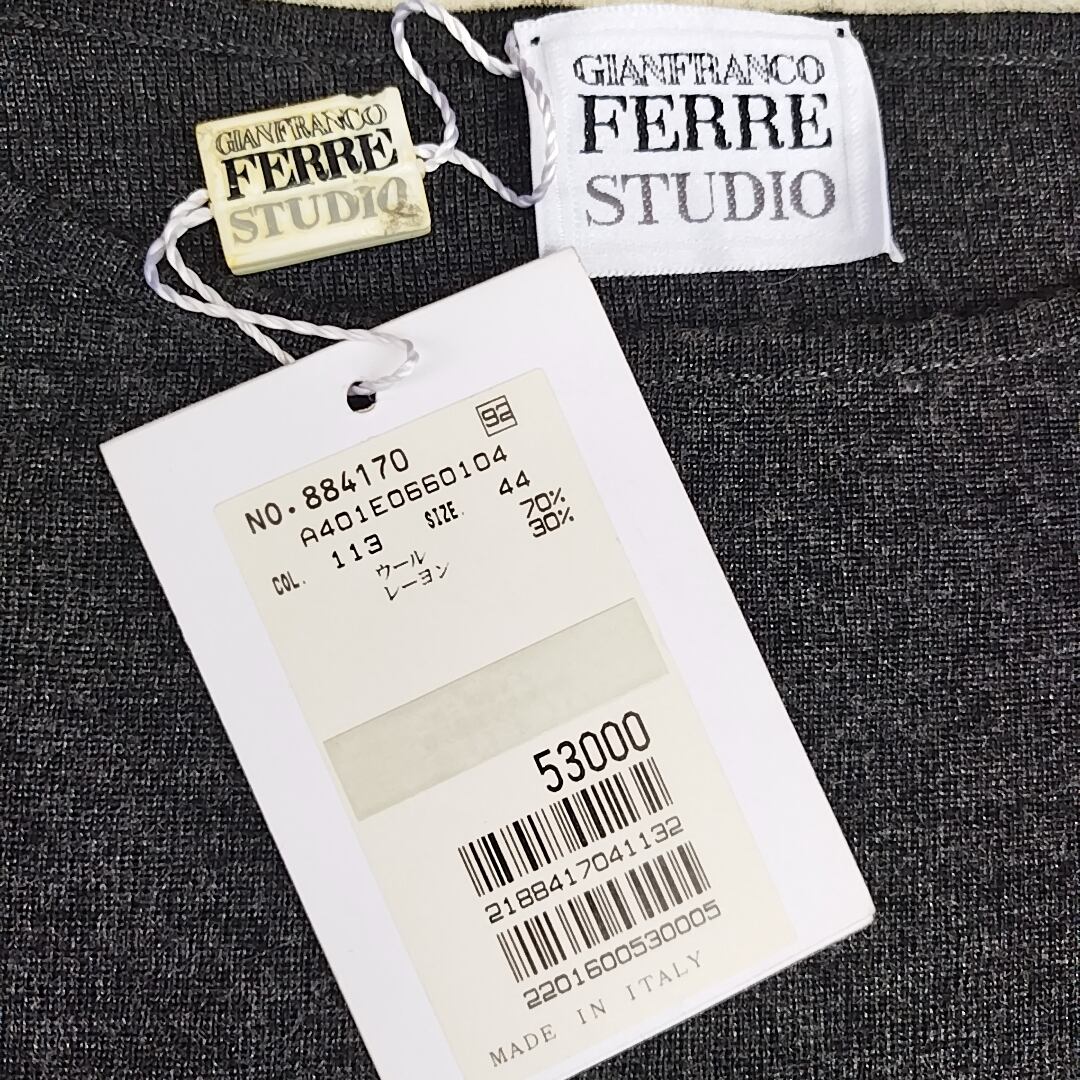 GIANFRANCO
FERRE
STUDIO
GIANFRANCO
FERRE
STUDIO
92
NO.884170
A401E0660104
COL. 113 SIZE. 44
ウール 70%
レーヨン 30%
53000
2188417041132
2201600530005
MADE IN ITALY